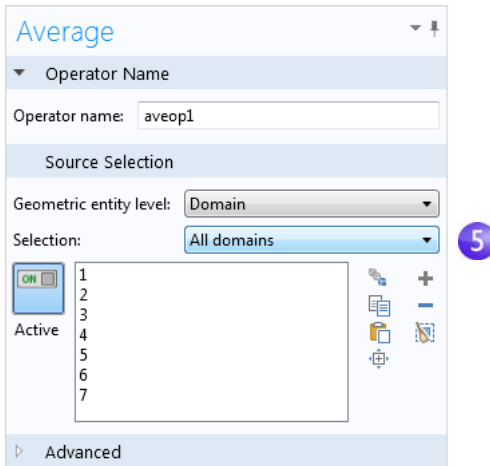 Average
Operator Name
Operator name: aveop1
Source Selection
Geometric entity level: Domain
Selection: All domains
5
ON
Active
1
2
3
4
5
6
7
Advanced